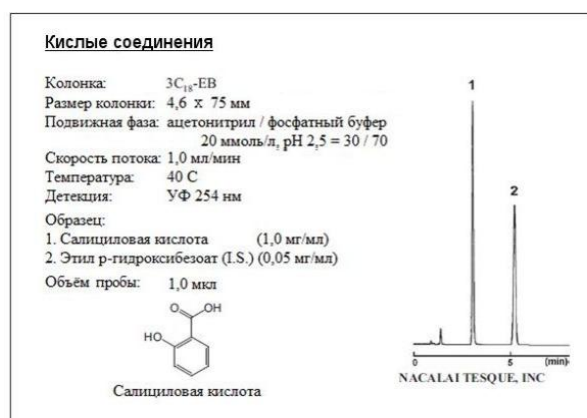 Кислые соединения
Колонка: 3C₁₈-EB
Размер колонки: 4,6 х 75 мм
Подвижная фаза: ацетонитрил / фосфатный буфер
20 ммоль/л, pH 2,5 = 30 / 70
Скорость потока: 1,0 мл/мин
Температура: 40 С
Детекция: УФ 254 нм
Образец:
1. Салициловая кислота (1,0 мг/мл)
2. Этил р-гидроксибезоат (I.S.) (0,05 мг/мл)
Объём пробы: 1,0 мкл
O OH
HO
Салициловая кислота
1
2
0 5 (min)
NACALAI TESQUE, INC